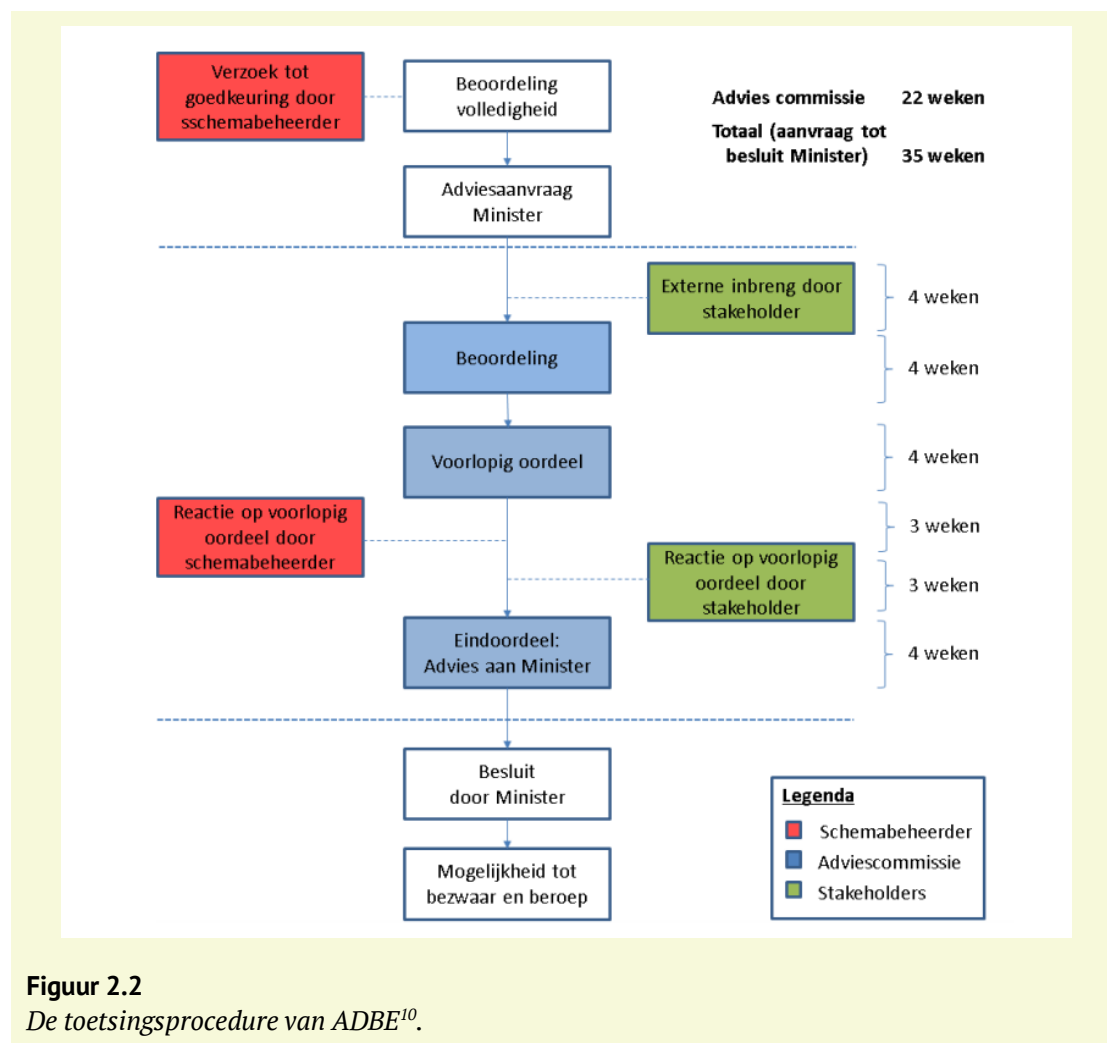 Verzoek tot
goedkeuring door
sschemabeheerder
Beoordeling
volledigheid
Advies commissie 22 weken
Totaal (aanvraag tot
besluit Minister) 35 weken
Adviesaanvraag
Minister
Externe inbreng door
stakeholder
4 weken
Beoordeling
4 weken
Voorlopig oordeel
4 weken
Reactie op voorlopig
oordeel door
schemabeheerder
3 weken
Reactie op voorlopig
oordeel door
stakeholder
3 weken
Eindoordeel:
Advies aan Minister
4 weken
Besluit
door Minister
Mogelijkheid tot
bezwaar en beroep
Legenda
Schemabeheerder
Adviescommissie
Stakeholders
Figuur 2.2
De toetsingsprocedure van ADBE¹⁰.